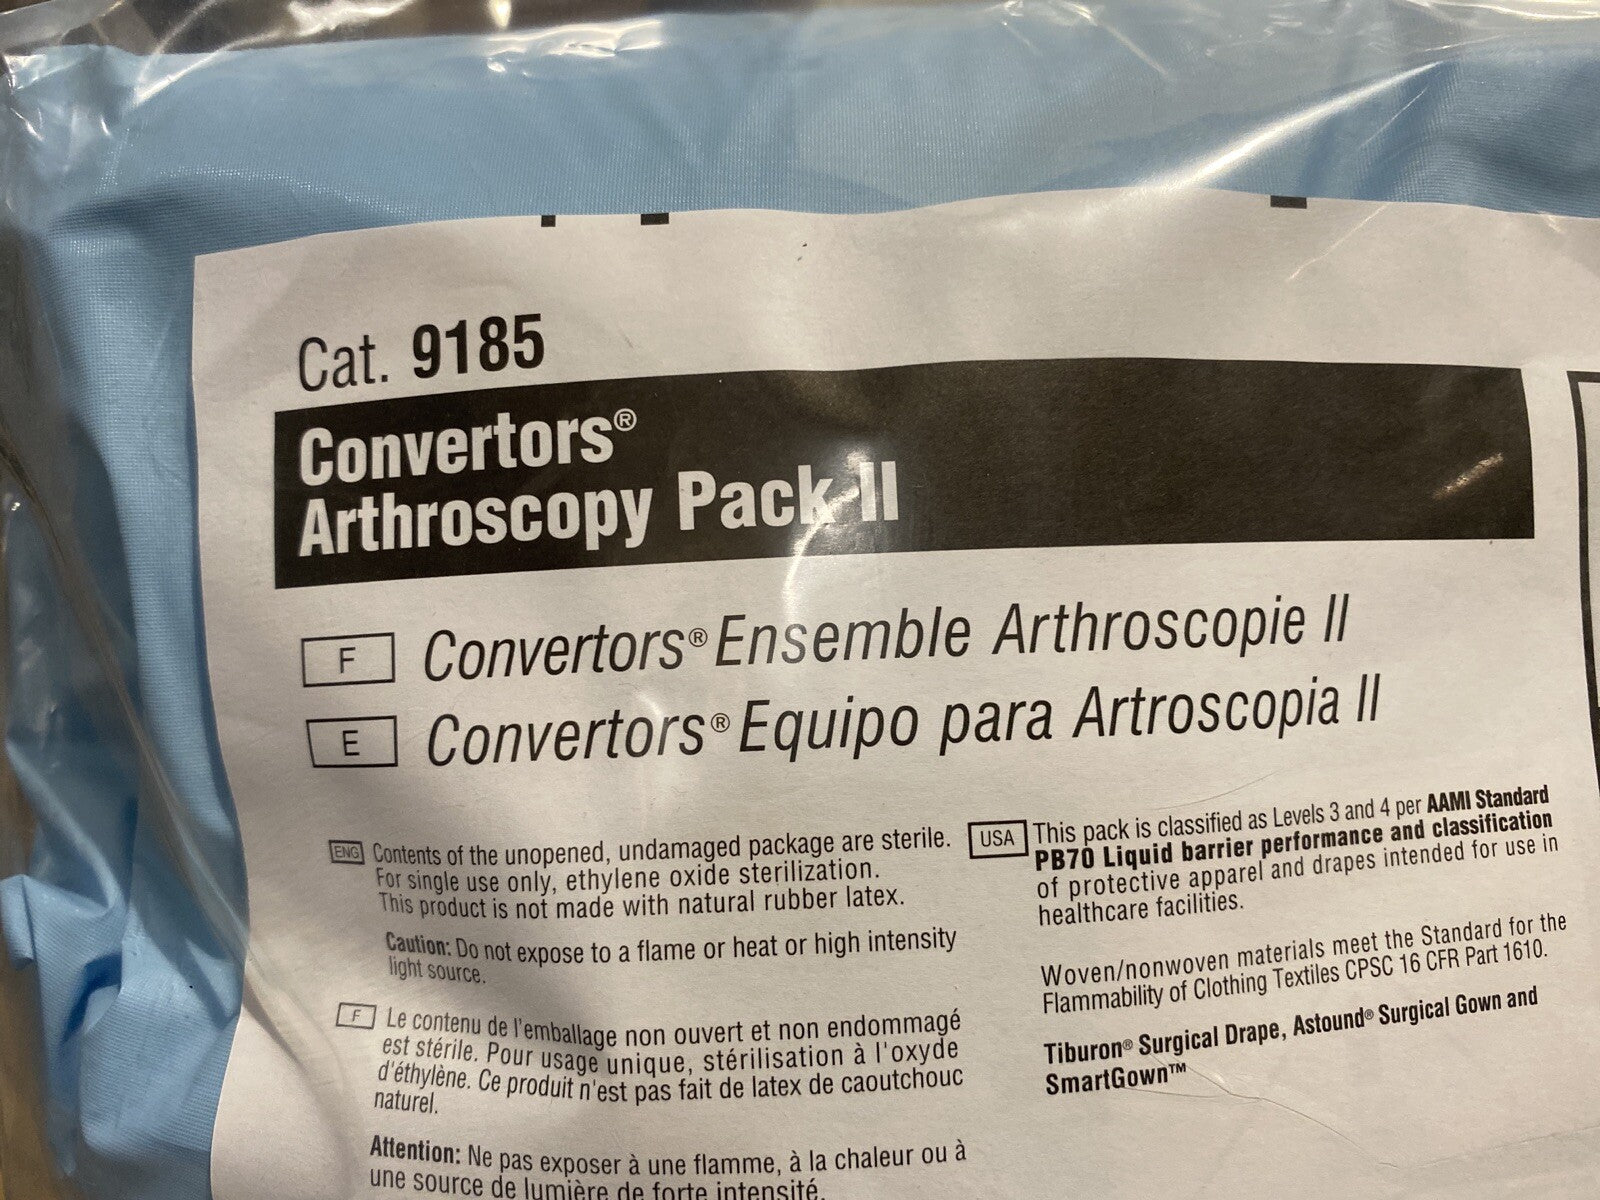 Cat. 9185
Convertors®
Arthroscopy Pack II
F Convertors® Ensemble Arthroscopie II
E Convertors® Equipo para Artroscopia II
ENG Contents of the unopened, undamaged package are sterile.
For single use only, ethylene oxide sterilization.
This product is not made with natural rubber latex.
Caution: Do not expose to a flame or heat or high intensity
light source.
F Le contenu de l'emballage non ouvert et non endommagé
est stérile. Pour usage unique, stérilisation à l'oxyde
d'éthylène. Ce produit n'est pas fait de latex de caoutchouc
naturel.
Attention: Ne pas exposer à une flamme, à la chaleur ou à
une source de lumière de forte intensité.
USA This pack is classified as Levels 3 and 4 per AAMI Standard
PB70 Liquid barrier performance and classification
of protective apparel and drapes intended for use in
healthcare facilities.
Woven/nonwoven materials meet the Standard for the
Flammability of Clothing Textiles CPSC 16 CFR Part 1610.
Tiburon® Surgical Drape, Astound® Surgical Gown and
SmartGown™